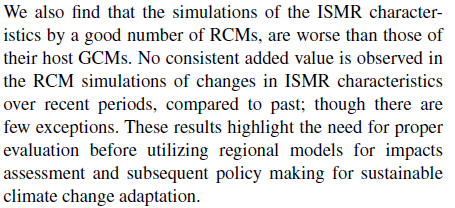 We also find that the simulations of the ISMR character-
istics by a good number of RCMs, are worse than those of
their host GCMs. No consistent added value is observed in
the RCM simulations of changes in ISMR characteristics
over recent periods, compared to past; though there are
few exceptions. These results highlight the need for proper
evaluation before utilizing regional models for impacts
assessment and subsequent policy making for sustainable
climate change adaptation.